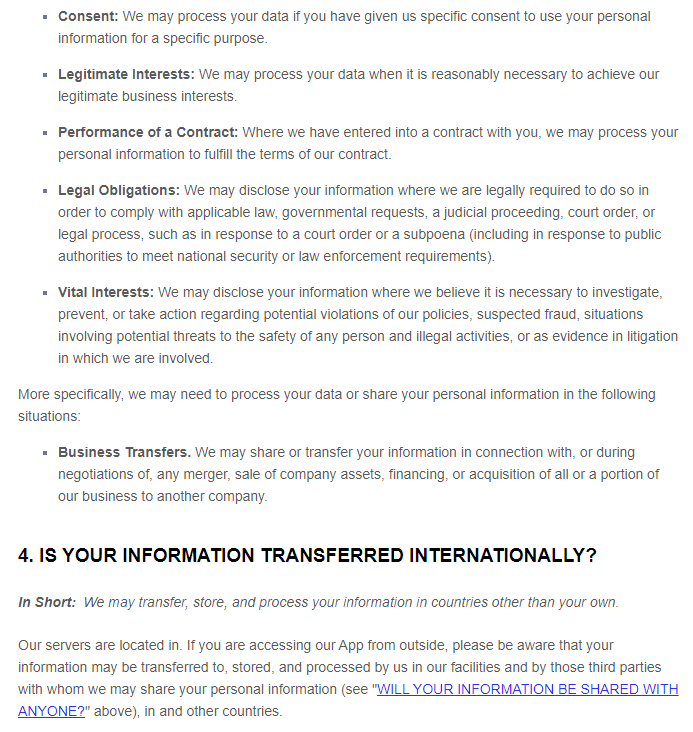 ▪ Consent: We may process your data if you have given us specific consent to use your personal
information for a specific purpose.
▪ Legitimate Interests: We may process your data when it is reasonably necessary to achieve our
legitimate business interests.
▪ Performance of a Contract: Where we have entered into a contract with you, we may process your
personal information to fulfill the terms of our contract.
▪ Legal Obligations: We may disclose your information where we are legally required to do so in
order to comply with applicable law, governmental requests, a judicial proceeding, court order, or
legal process, such as in response to a court order or a subpoena (including in response to public
authorities to meet national security or law enforcement requirements).
▪ Vital Interests: We may disclose your information where we believe it is necessary to investigate,
prevent, or take action regarding potential violations of our policies, suspected fraud, situations
involving potential threats to the safety of any person and illegal activities, or as evidence in litigation
in which we are involved.
More specifically, we may need to process your data or share your personal information in the following
situations:
▪ Business Transfers. We may share or transfer your information in connection with, or during
negotiations of, any merger, sale of company assets, financing, or acquisition of all or a portion of
our business to another company.
4. IS YOUR INFORMATION TRANSFERRED INTERNATIONALLY?
In Short: We may transfer, store, and process your information in countries other than your own.
Our servers are located in. If you are accessing our App from outside, please be aware that your
information may be transferred to, stored, and processed by us in our facilities and by those third parties
with whom we may share your personal information (see "WILL YOUR INFORMATION BE SHARED WITH
ANYONE?" above), in and other countries.